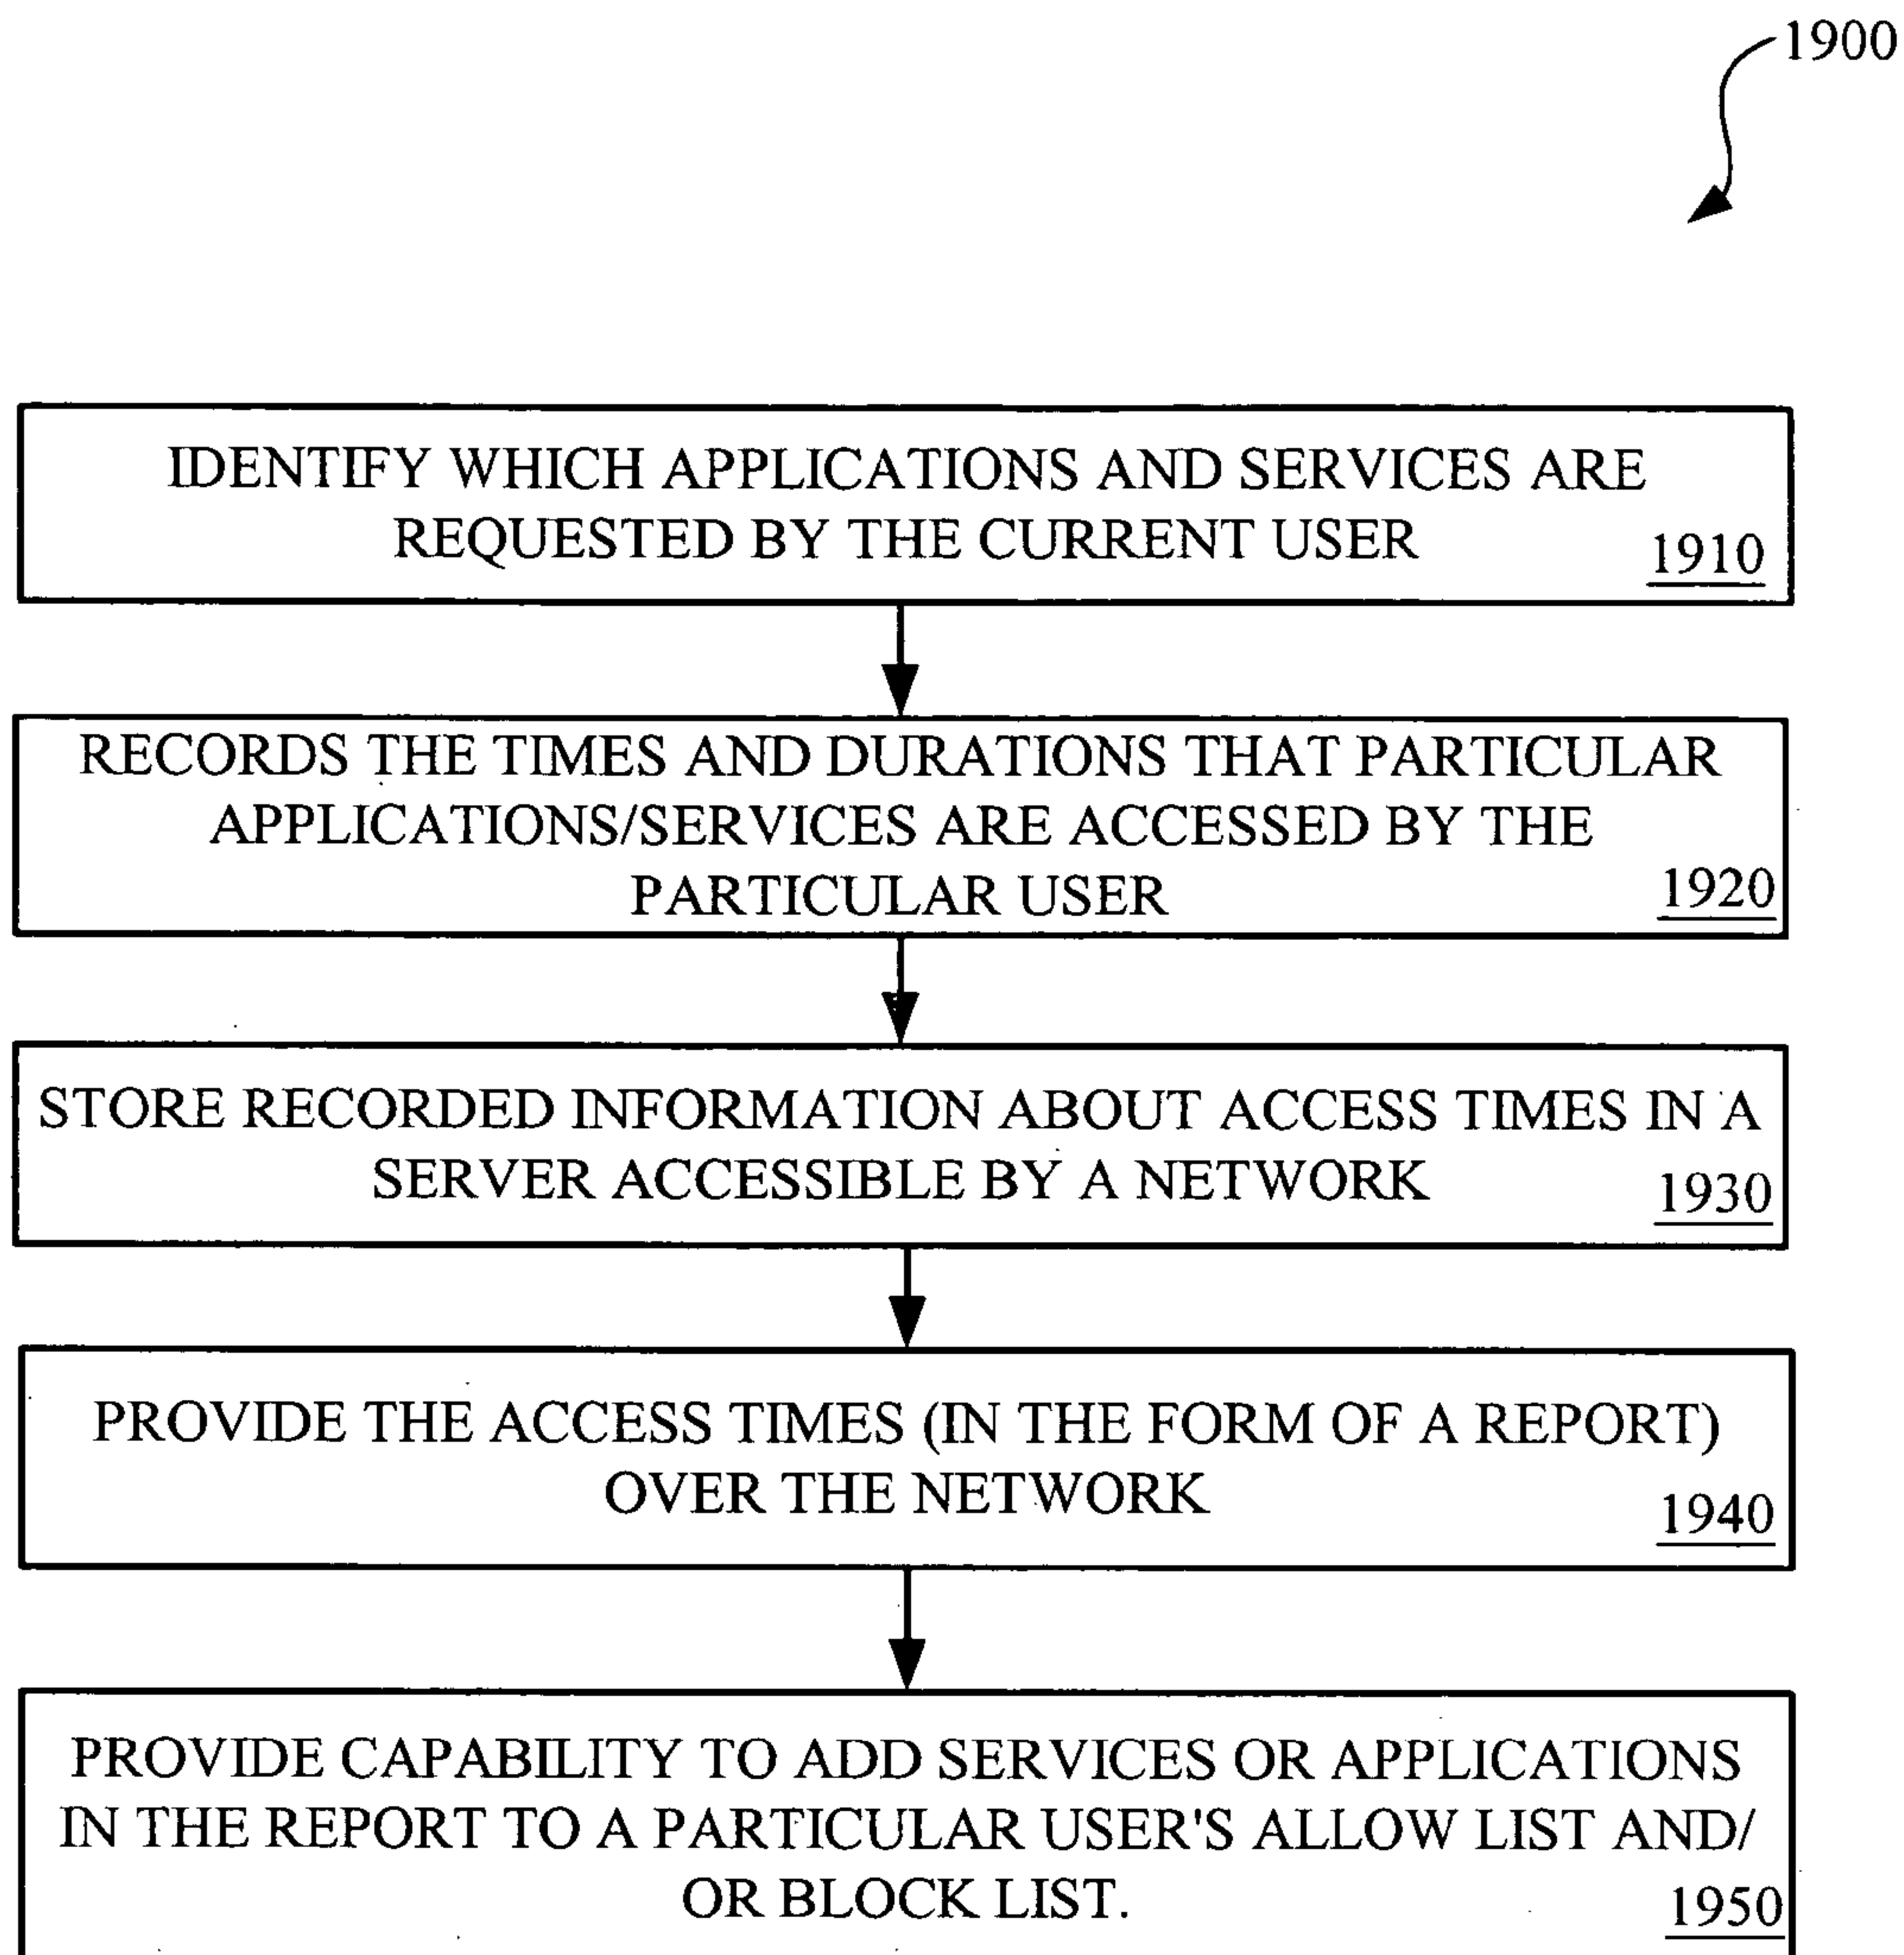 1900
IDENTIFY WHICH APPLICATIONS AND SERVICES ARE
REQUESTED BY THE CURRENT USER
1910
RECORDS THE TIMES AND DURATIONS THAT PARTICULAR
APPLICATIONS/SERVICES ARE ACCESSED BY THE
PARTICULAR USER
1920
STORE RECORDED INFORMATION ABOUT ACCESS TIMES IN A
SERVER ACCESSIBLE BY A NETWORK
1930
PROVIDE THE ACCESS TIMES (IN THE FORM OF A REPORT)
OVER THE NETWORK
1940
PROVIDE CAPABILITY TO ADD SERVICES OR APPLICATIONS
IN THE REPORT TO A PARTICULAR USER'S ALLOW LIST AND/
OR BLOCK LIST.
1950